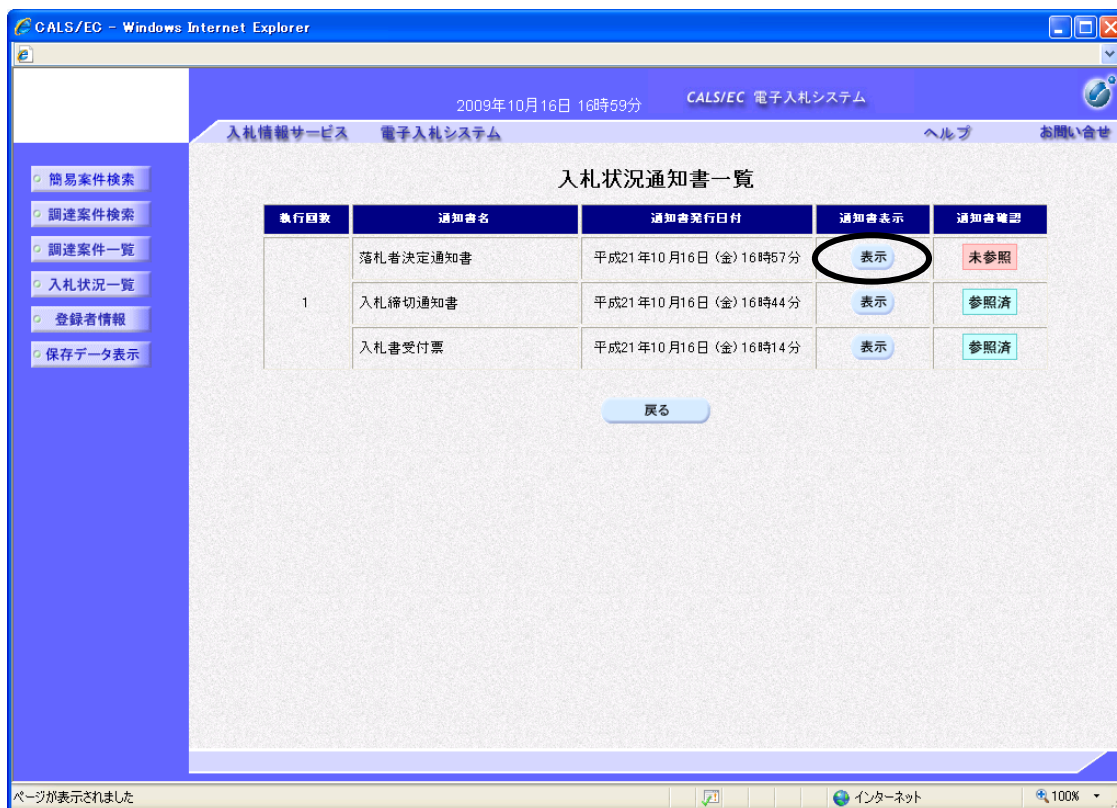 CALS/EC - Windows Internet Explorer
2009年10月16日 16時59分 CALS/EC 電子入札システム
入札情報サービス 電子入札システム ヘルプ お問い合せ
簡易案件検索
調達案件検索
調達案件一覧
入札状況一覧
登録者情報
保存データ表示
入札状況通知書一覧
執行回数 通知書名 通知書発行日付 通知書表示 通知書確認
落札者決定通知書 平成21年10月16日（金）16時57分 表示 未参照
1 入札締切通知書 平成21年10月16日（金）16時44分 表示 参照済
入札書受付票 平成21年10月16日（金）16時14分 表示 参照済
戻る
ページが表示されました インターネット 100%